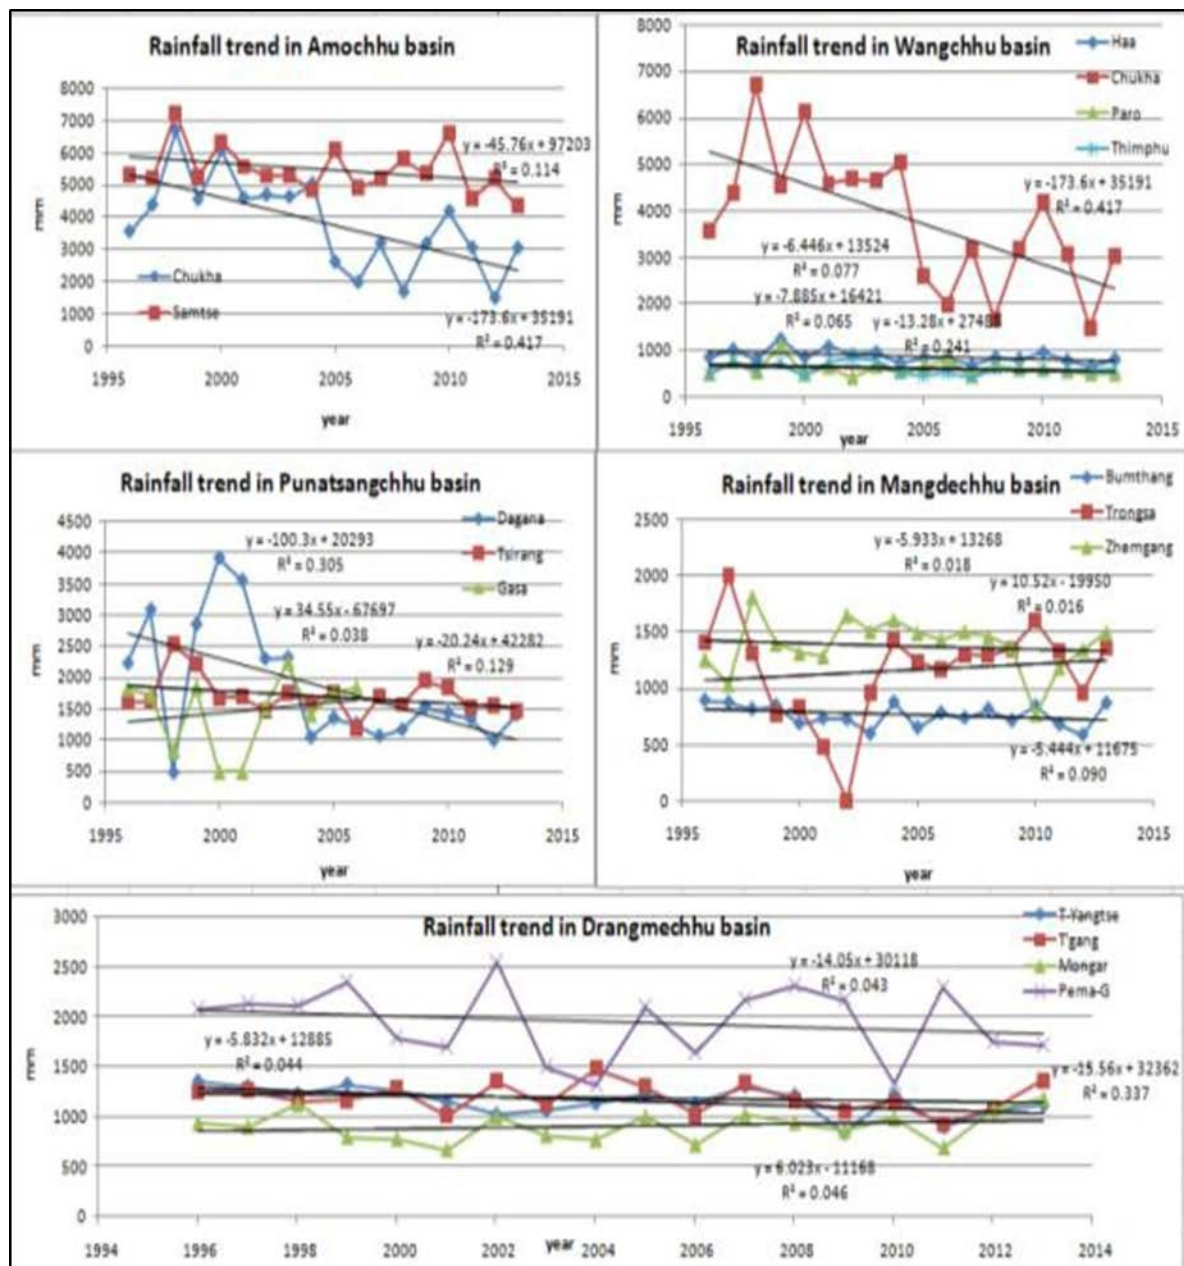 Rainfall trend in Amochhu basin
8000
7000
6000
5000
4000
3000
2000
1000
0
mm
1995
2000
2005
2010
2015
year
Chukha
Samtse
y = -45.76x + 97203
R² = 0.114
y = -173.6x + 35191
R² = 0.417
Rainfall trend in Wangchhu basin
8000
7000
6000
5000
4000
3000
2000
1000
0
1995
2000
2005
2010
2015
mm
year
Haa
Chukha
Paro
Thimphu
y = -173.6x + 35191
R² = 0.417
y = -6.446x + 13524
R² = 0.077
y = -7.885x + 16421
R² = 0.065
y = -13.28x + 27488
R² = 0.241
Rainfall trend in Punatsangchhu basin
4500
4000
3500
3000
2500
2000
1500
1000
500
0
1995
2000
2005
2010
2015
mm
year
Dagana
Tsirang
Gasa
y = -100.3x + 20293
R² = 0.305
y = 34.55x - 67697
R² = 0.038
y = -20.24x + 42282
R² = 0.129
Rainfall trend in Mangdechhu basin
2500
2000
1500
1000
500
0
1995
2000
2005
2010
2015
mm
year
Bumthang
Trongsa
Zhemgang
y = -5.933x + 13268
R² = 0.018
y = 10.52x - 19950
R² = 0.016
y = -5.444x + 11675
R² = 0.090
Rainfall trend in Drangmechhu basin
3000
2500
2000
1500
1000
500
0
1994
1996
1998
2000
2002
2004
2006
2008
2010
2012
2014
mm
year
T-Yangtse
T'gang
Mongar
Pema-G
y = -14.05x + 30118
R² = 0.043
y = -5.832x + 12885
R² = 0.044
y = -15.56x + 32362
R² = 0.337
y = 6.023x - 11168
R² = 0.046